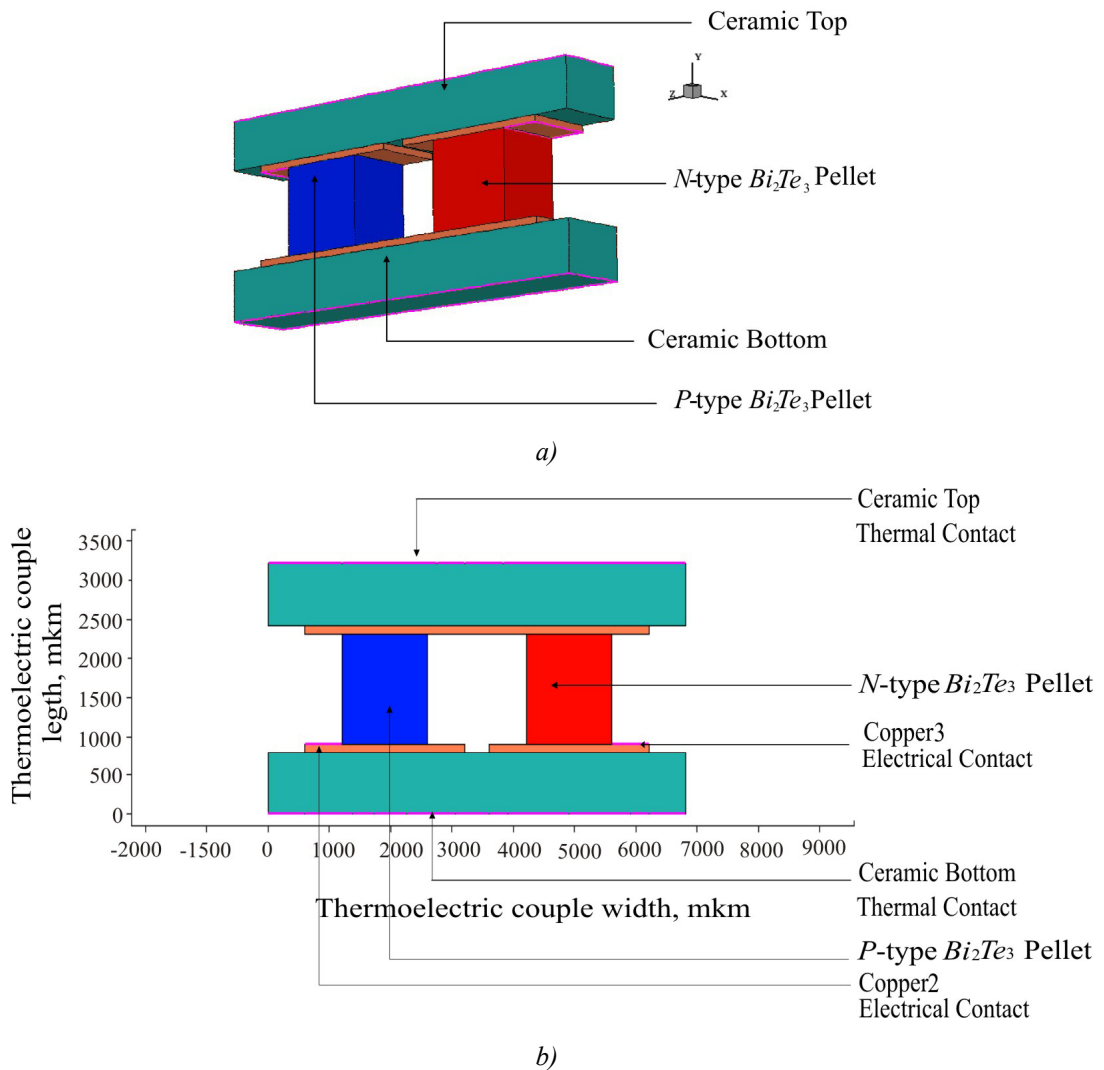 Ceramic Top
Y
Z
X
N-type Bi₂Te₃ Pellet
Ceramic Bottom
P-type Bi₂Te₃ Pellet
a)
Ceramic Top
Thermal Contact
Thermoelectric couple
legth, mkm
3500
3000
2500
2000
1500
1000
500
0
N-type Bi₂Te₃ Pellet
Copper3
Electrical Contact
-2000
-1500
0
1000
2000
3000
4000
5000
6000
7000
8000
9000
Ceramic Bottom
Thermal Contact
Thermoelectric couple width, mkm
P-type Bi₂Te₃ Pellet
Copper2
Electrical Contact
b)